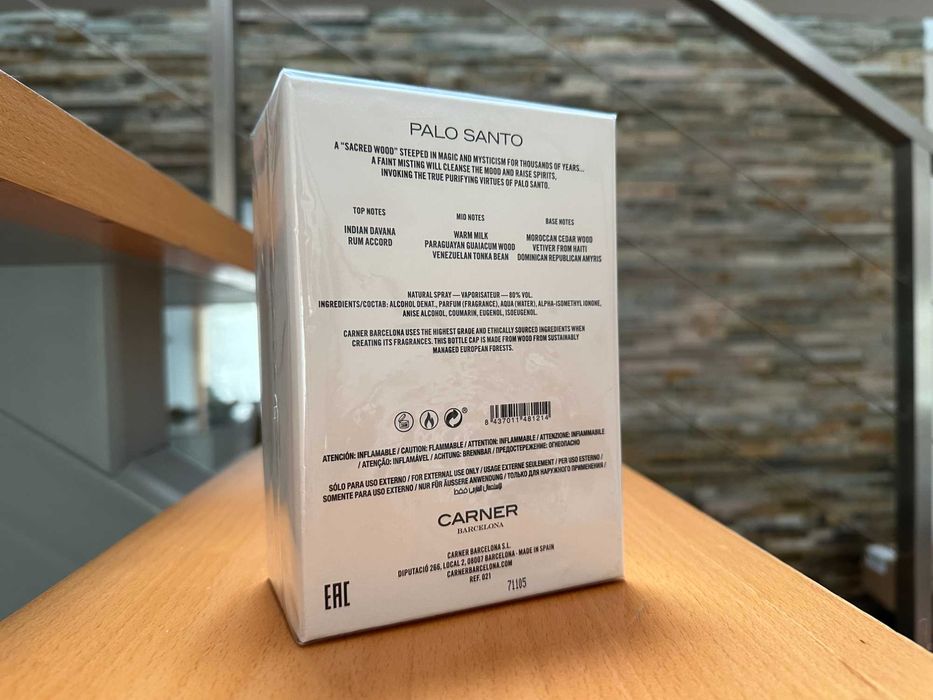 PALO SANTO
A "SACRED WOOD" STEEPED IN MAGIC AND MYSTICISM FOR THOUSANDS OF YEARS...
A FAINT MISTING WILL CLEANSE THE MOOD AND RAISE SPIRITS,
INVOKING THE TRUE PURIFYING VIRTUES OF PALO SANTO.
TOP NOTES
INDIAN DAVANA
RUM ACCORD
MID NOTES
WARM MILK
PARAGUAYAN GUAIACUM WOOD
VENEZUELAN TONKA BEAN
BASE NOTES
MOROCCAN CEDAR WOOD
VETIVER FROM HAITI
DOMINICAN REPUBLICAN AMYRIS
NATURAL SPRAY — VAPORISATEUR — 80% VOL.
INGREDIENTS/COCTAB: ALCOHOL DENAT., PARFUM (FRAGRANCE), AQUA (WATER), ALPHA-ISOMETHYL IONONE,
ANISE ALCOHOL, COUMARIN, EUGENOL, ISOEUGENOL.
CARNER BARCELONA USES THE HIGHEST GRADE AND ETHICALLY SOURCED INGREDIENTS WHEN
CREATING ITS FRAGRANCES. THIS BOTTLE CAP IS MADE FROM WOOD FROM SUSTAINABLY
MANAGED EUROPEAN FORESTS.
8 437011 481214
ATENCIÓN: INFLAMABLE / CAUTION: FLAMMABLE / ATTENTION: INFLAMMABLE / ATTENZIONE: INFIAMMABILE
/ ATENÇÃO: INFLAMÁVEL / ACHTUNG: BRENNBAR / ПРЕДОСТЕРЕЖЕНИЕ: ОГНЕОПАСНО
SÓLO PARA USO EXTERNO / FOR EXTERNAL USE ONLY / USAGE EXTERNE SEULEMENT / PER USO ESTERNO /
SOMENTE PARA USO EXTERNO / NUR FÜR ÄUSSERE ANWENDUNG / ТОЛЬКО ДЛЯ НАРУЖНОГО ПРИМЕНЕНИЯ /
CARNER
BARCELONA
CARNER BARCELONA S.L.
DIPUTACIÓ 266, LOCAL 2, 08007 BARCELONA · MADE IN SPAIN
CARNERBARCELONA.COM
REF. 021
71105
EAC